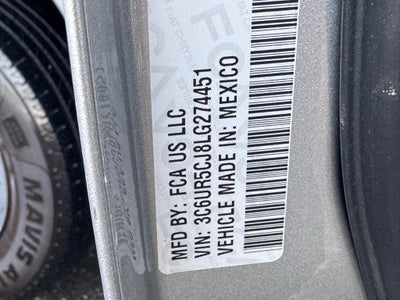 MFD BY: FCA US LLC
VIN: 3C6UR5CJ8LG274451
VEHICLE MADE IN: MEXICO
MAVIS